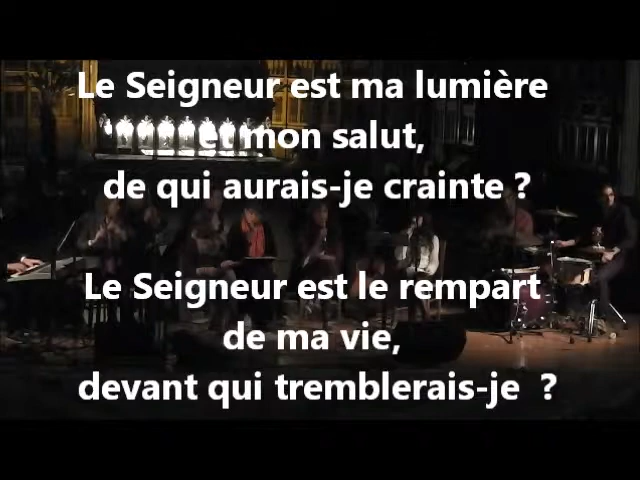 Le Seigneur est ma lumière
et mon salut,
de qui aurais-je crainte ?
Le Seigneur est le rempart
de ma vie,
devant qui tremblerais-je ?